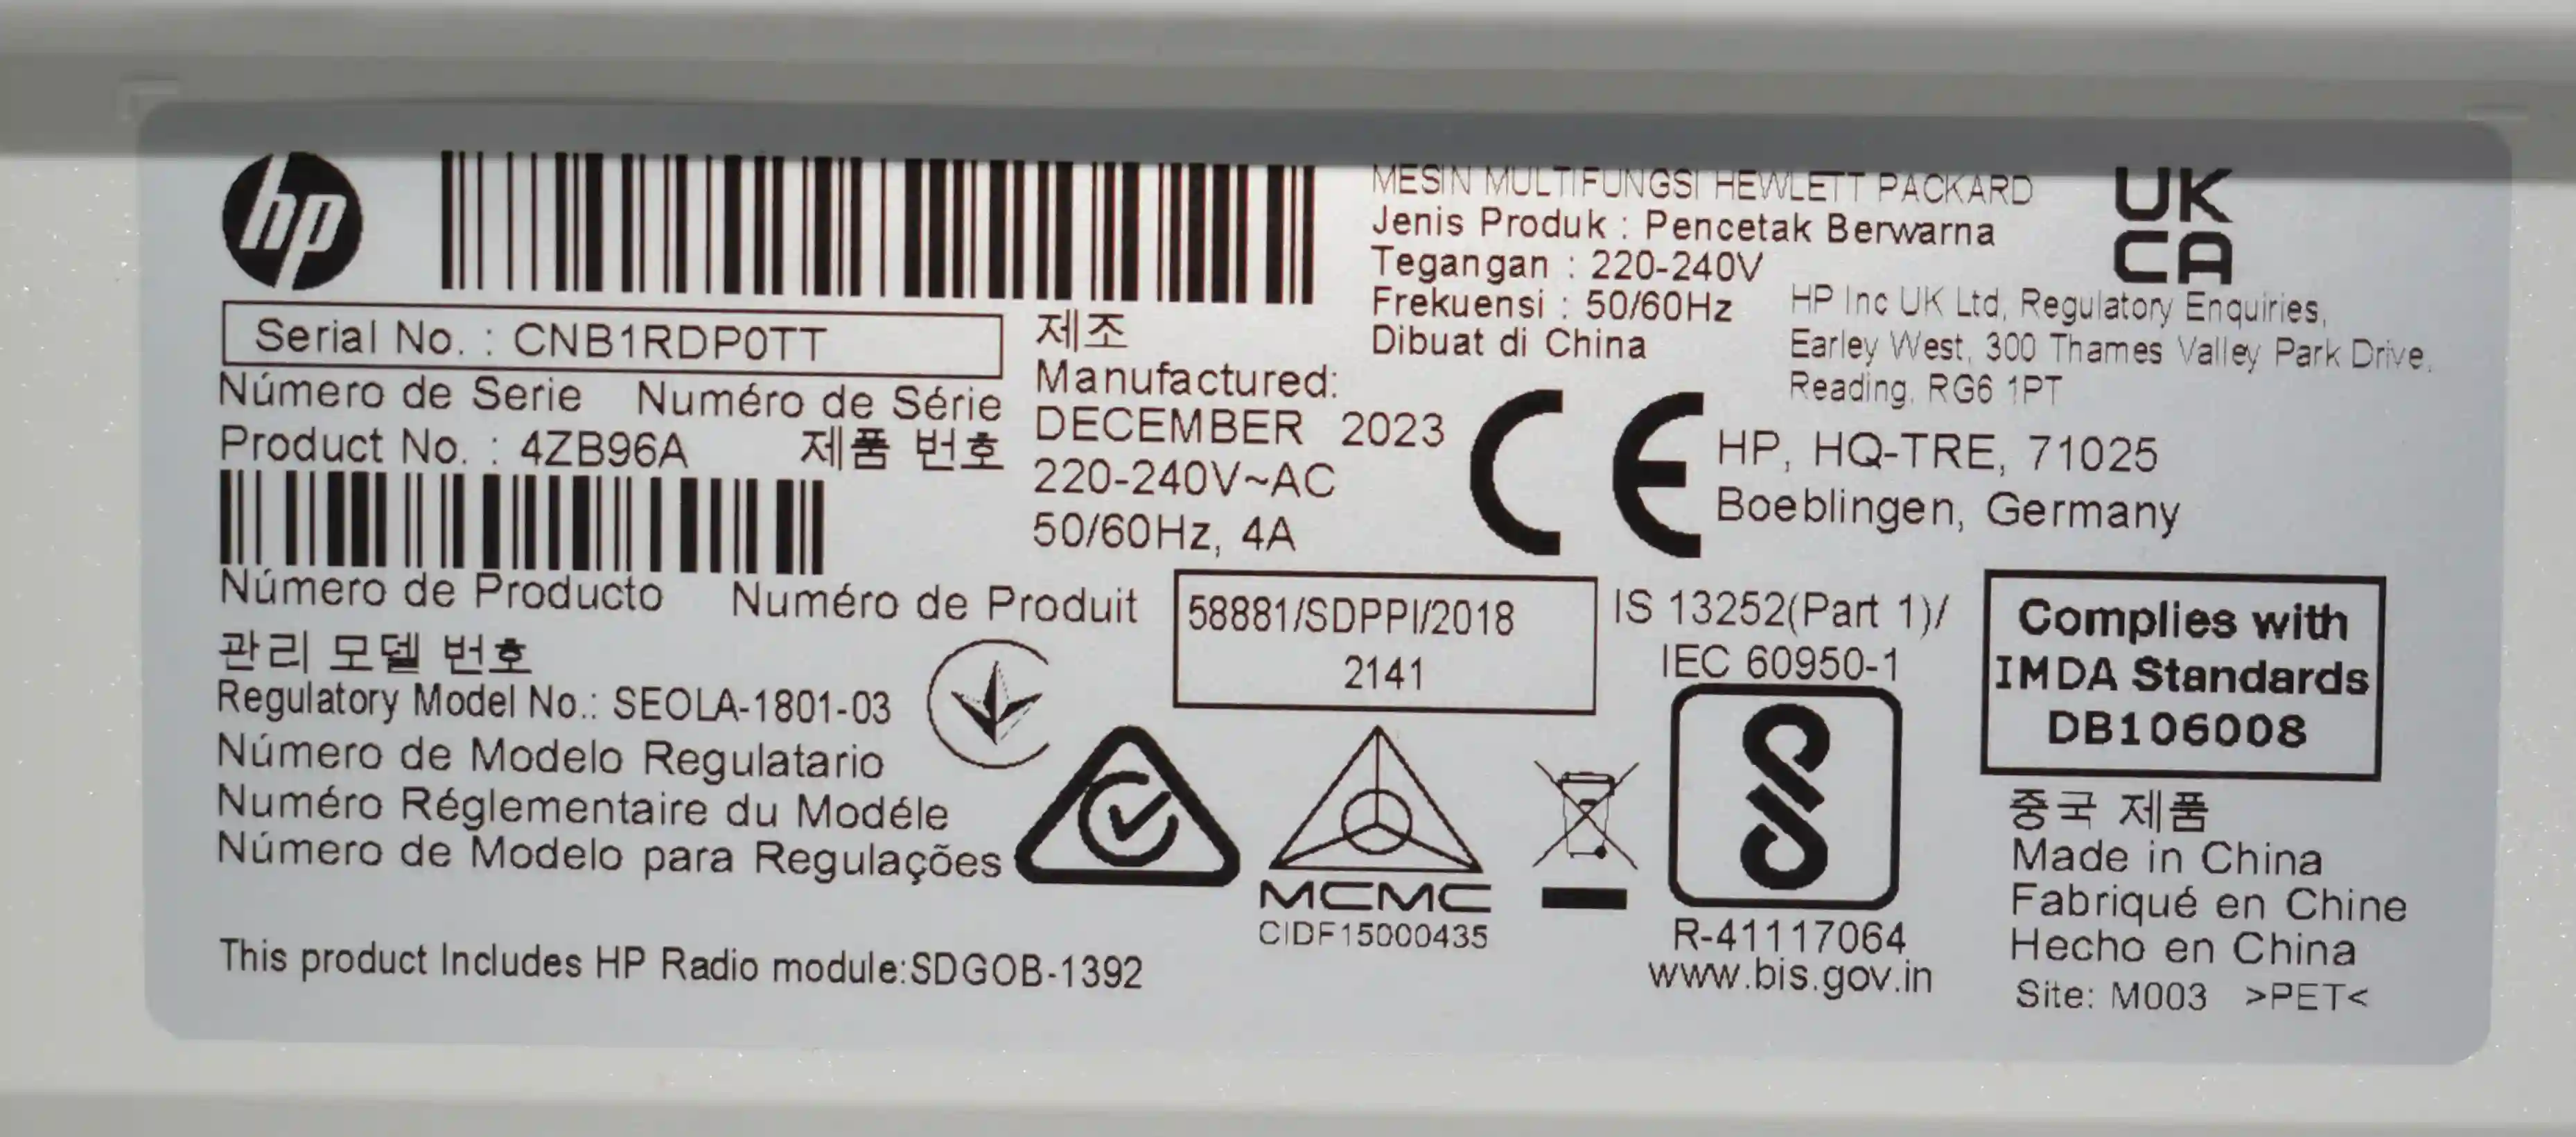 hp
Serial No. : CNB1RDP0TT
Número de Serie Numéro de Série
Product No. : 4ZB96A 제품 번호
Número de Producto Numéro de Produit
관리 모델 번호
Regulatory Model No.: SEOLA-1801-03
Número de Modelo Regulatario
Numéro Réglementaire du Modéle
Número de Modelo para Regulações
This product Includes HP Radio module:SDGOB-1392
제조
Manufactured:
DECEMBER 2023
220-240V~AC
50/60Hz, 4A
MESIN MULTIFUNGSI HEWLETT PACKARD
Jenis Produk : Pencetak Berwarna
Tegangan : 220-240V
Frekuensi : 50/60Hz
Dibuat di China
UK
CA
HP Inc UK Ltd, Regulatory Enquiries,
Earley West, 300 Thames Valley Park Drive,
Reading, RG6 1PT
CE
HP, HQ-TRE, 71025
Boeblingen, Germany
58881/SDPPI/2018
2141
MCMC
CIDF15000435
IS 13252(Part 1)/
IEC 60950-1
R-41117064
www.bis.gov.in
Complies with
IMDA Standards
DB106008
중국 제품
Made in China
Fabriqué en Chine
Hecho en China
Site: M003 >PET<